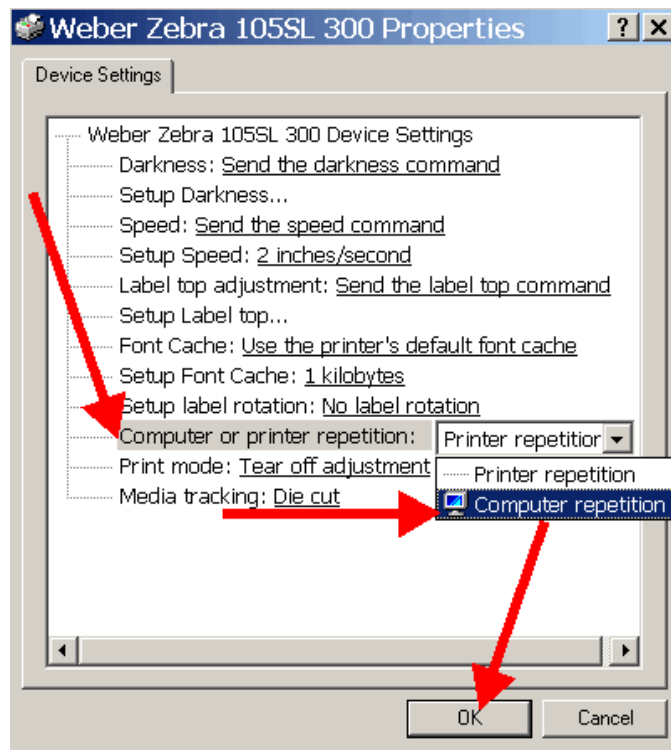 Weber Zebra 105SL 300 Properties ? X
Device Settings
Weber Zebra 105SL 300 Device Settings
Darkness: Send the darkness command
Setup Darkness...
Speed: Send the speed command
Setup Speed: 2 inches/second
Label top adjustment: Send the label top command
Setup Label top...
Font Cache: Use the printer's default font cache
Setup Font Cache: 1 kilobytes
Setup label rotation: No label rotation
Computer or printer repetition: Printer repetitior
Print mode: Tear off adjustment
Printer repetition
Media tracking: Die cut
Computer repetition
OK Cancel